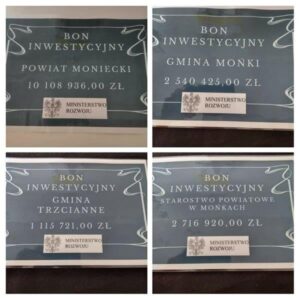 BON
INWESTYCYJNY
POWIAT MONIECKI
10 108 986,00 ZŁ
MINISTERSTWO
ROZWOJU
BON
INWESTYCYJNY
GMINA MOŃKI
2 540 425,00 ZŁ
MINISTERSTWO
ROZWOJU
BON
INWESTYCYJNY
GMINA
TRZCIANNE
1 115 721,00 ZŁ
MINISTERSTWO
ROZWOJU
BON
INWESTYCYJNY
STAROSTWO POWIATOWE
W MOŃKACH
2 716 920,00 ZŁ
MINISTERSTWO
ROZWOJU